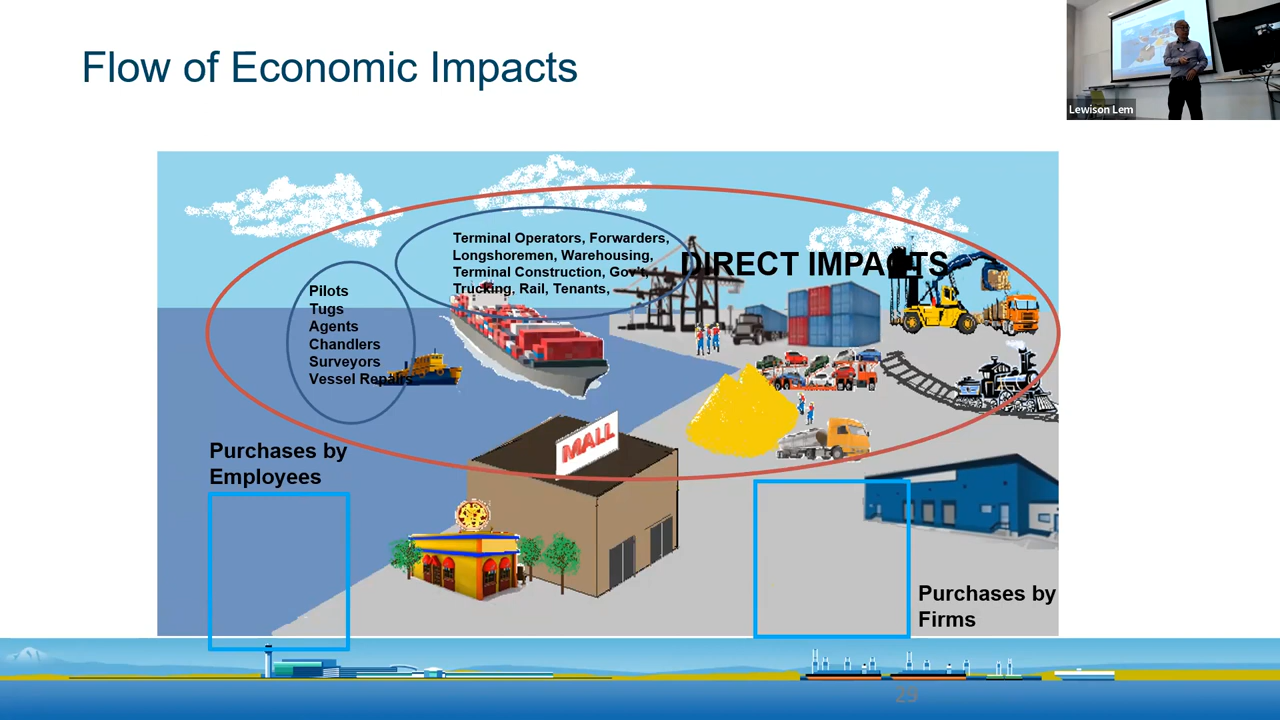 Flow of Economic Impacts
Lewison Lem
Terminal Operators, Forwarders,
Longshoremen, Warehousing,
Terminal Construction, Gov't,
Trucking, Rail, Tenants,
DIRECT IMPACTS
Pilots
Tugs
Agents
Chandlers
Surveyors
Vessel Repairs
MALL
Purchases by
Employees
Purchases by
Firms
29